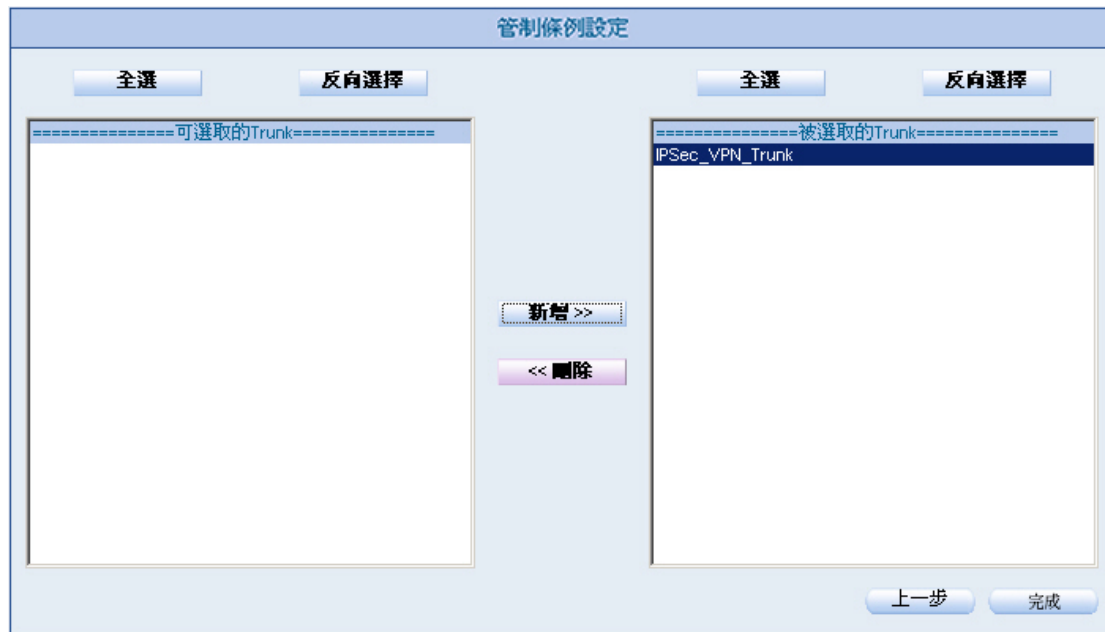 管制條例設定
全選 反向選擇 全選 反向選擇
===============可選取的Trunk===============
===============被選取的Trunk===============
IPSec_VPN_Trunk
新增 >>
<< 刪除
上一步 完成